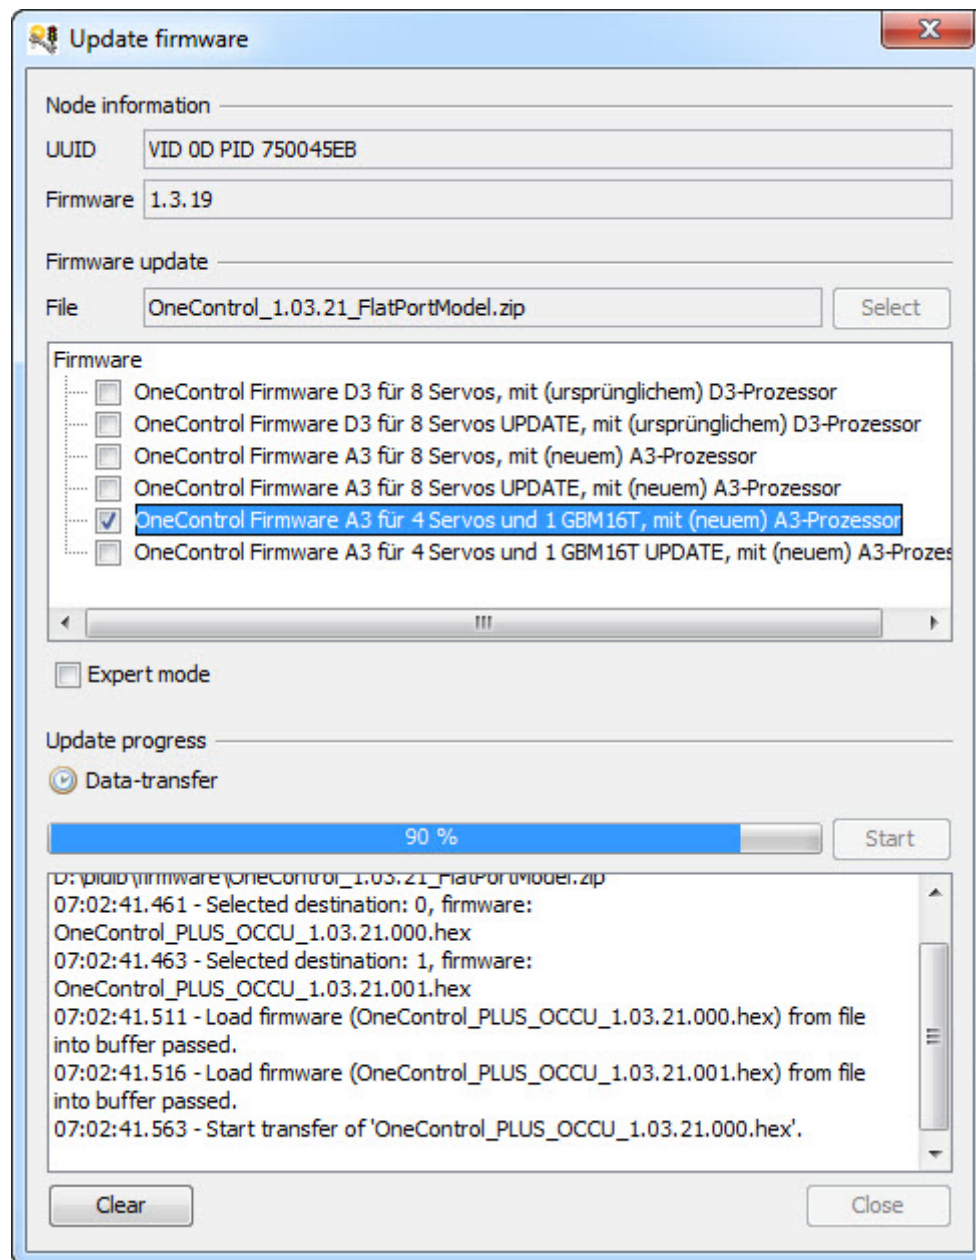 Update firmware
Node information
UUID VID 0D PID 750045EB
Firmware 1.3.19
Firmware update
File OneControl_1.03.21_FlatPortModel.zip Select
Firmware
OneControl Firmware D3 für 8 Servos, mit (ursprünglichem) D3-Prozessor
OneControl Firmware D3 für 8 Servos UPDATE, mit (ursprünglichem) D3-Prozessor
OneControl Firmware A3 für 8 Servos, mit (neuem) A3-Prozessor
OneControl Firmware A3 für 8 Servos UPDATE, mit (neuem) A3-Prozessor
OneControl Firmware A3 für 4 Servos und 1 GBM16T, mit (neuem) A3-Prozessor
OneControl Firmware A3 für 4 Servos und 1 GBM16T UPDATE, mit (neuem) A3-Prozes
Expert mode
Update progress
Data-transfer
90 % Start
D:\bidib\firmware\OneControl_1.03.21_FlatPortModel.zip
07:02:41.461 - Selected destination: 0, firmware:
OneControl_PLUS_OCCU_1.03.21.000.hex
07:02:41.463 - Selected destination: 1, firmware:
OneControl_PLUS_OCCU_1.03.21.001.hex
07:02:41.511 - Load firmware (OneControl_PLUS_OCCU_1.03.21.000.hex) from file
into buffer passed.
07:02:41.516 - Load firmware (OneControl_PLUS_OCCU_1.03.21.001.hex) from file
into buffer passed.
07:02:41.563 - Start transfer of 'OneControl_PLUS_OCCU_1.03.21.000.hex'.
Clear Close